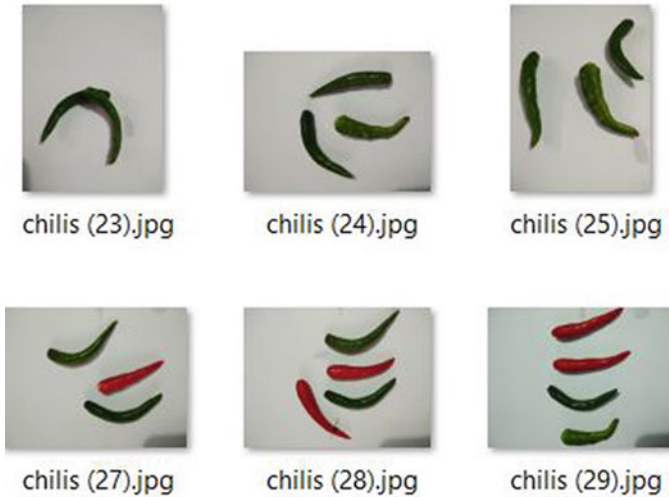 chilis (23).jpg
chilis (24).jpg
chilis (25).jpg
chilis (27).jpg
chilis (28).jpg
chilis (29).jpg